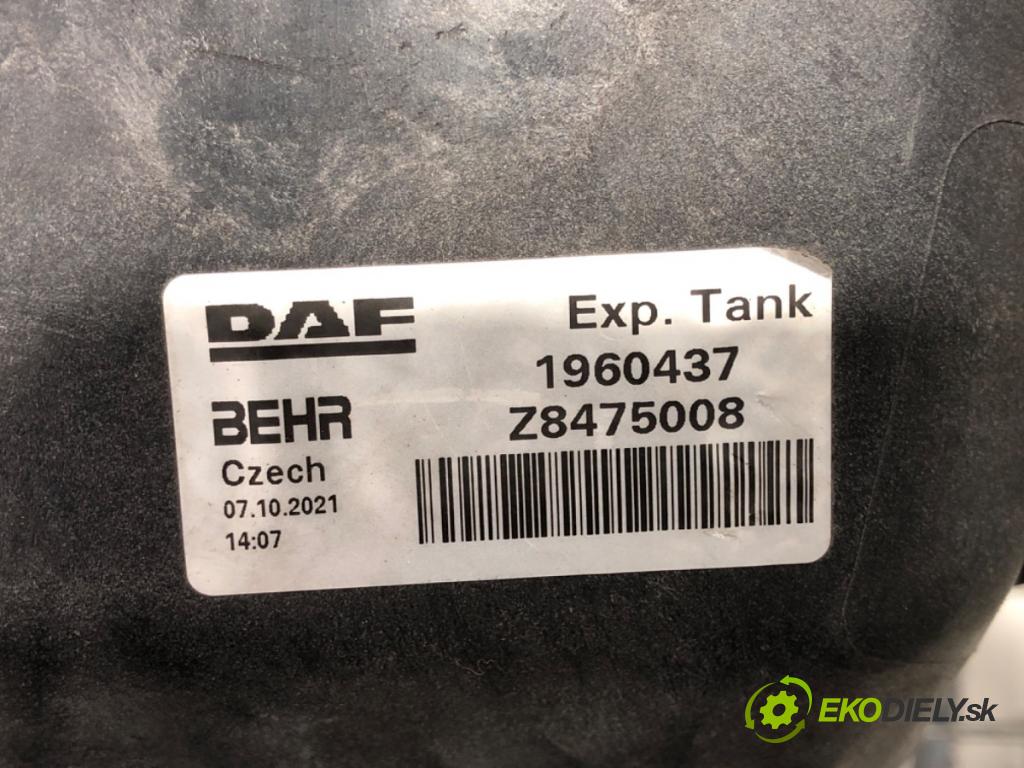 DAF
Exp. Tank
1960437
BEHR
Z8475008
Czech
07.10.2021
14:07
EKODIELY.sk